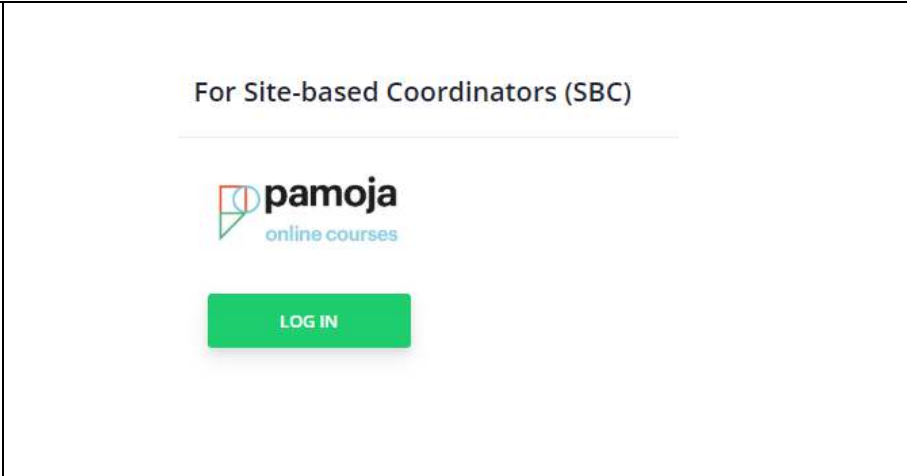 For Site-based Coordinators (SBC)
pamoja
online courses
LOG IN